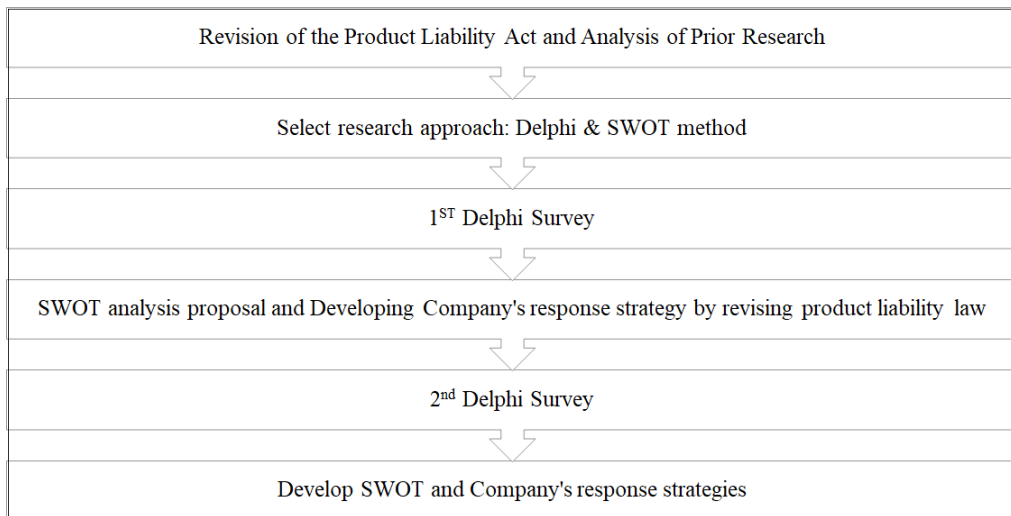 Revision of the Product Liability Act and Analysis of Prior Research
Select research approach: Delphi & SWOT method
1ST Delphi Survey
SWOT analysis proposal and Developing Company's response strategy by revising product liability law
2nd Delphi Survey
Develop SWOT and Company's response strategies